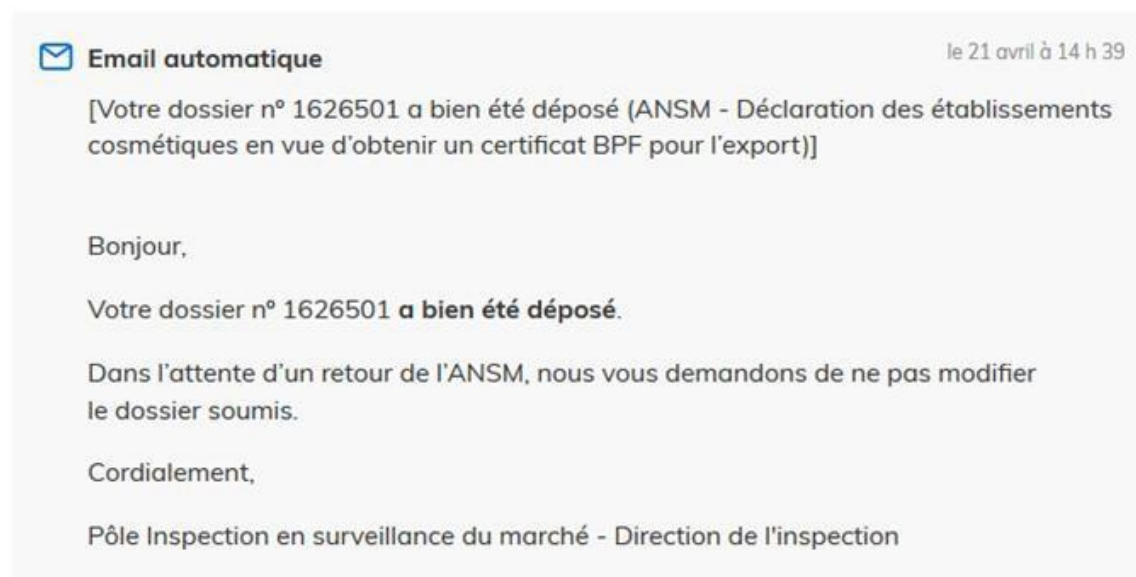 Email automatique
le 21 avril à 14 h 39
[Votre dossier nº 1626501 a bien été déposé (ANSM - Déclaration des établissements
cosmétiques en vue d’obtenir un certificat BPF pour l’export)]
Bonjour,
Votre dossier nº 1626501 a bien été déposé.
Dans l’attente d’un retour de l’ANSM, nous vous demandons de ne pas modifier
le dossier soumis.
Cordialement,
Pôle Inspection en surveillance du marché - Direction de l'inspection